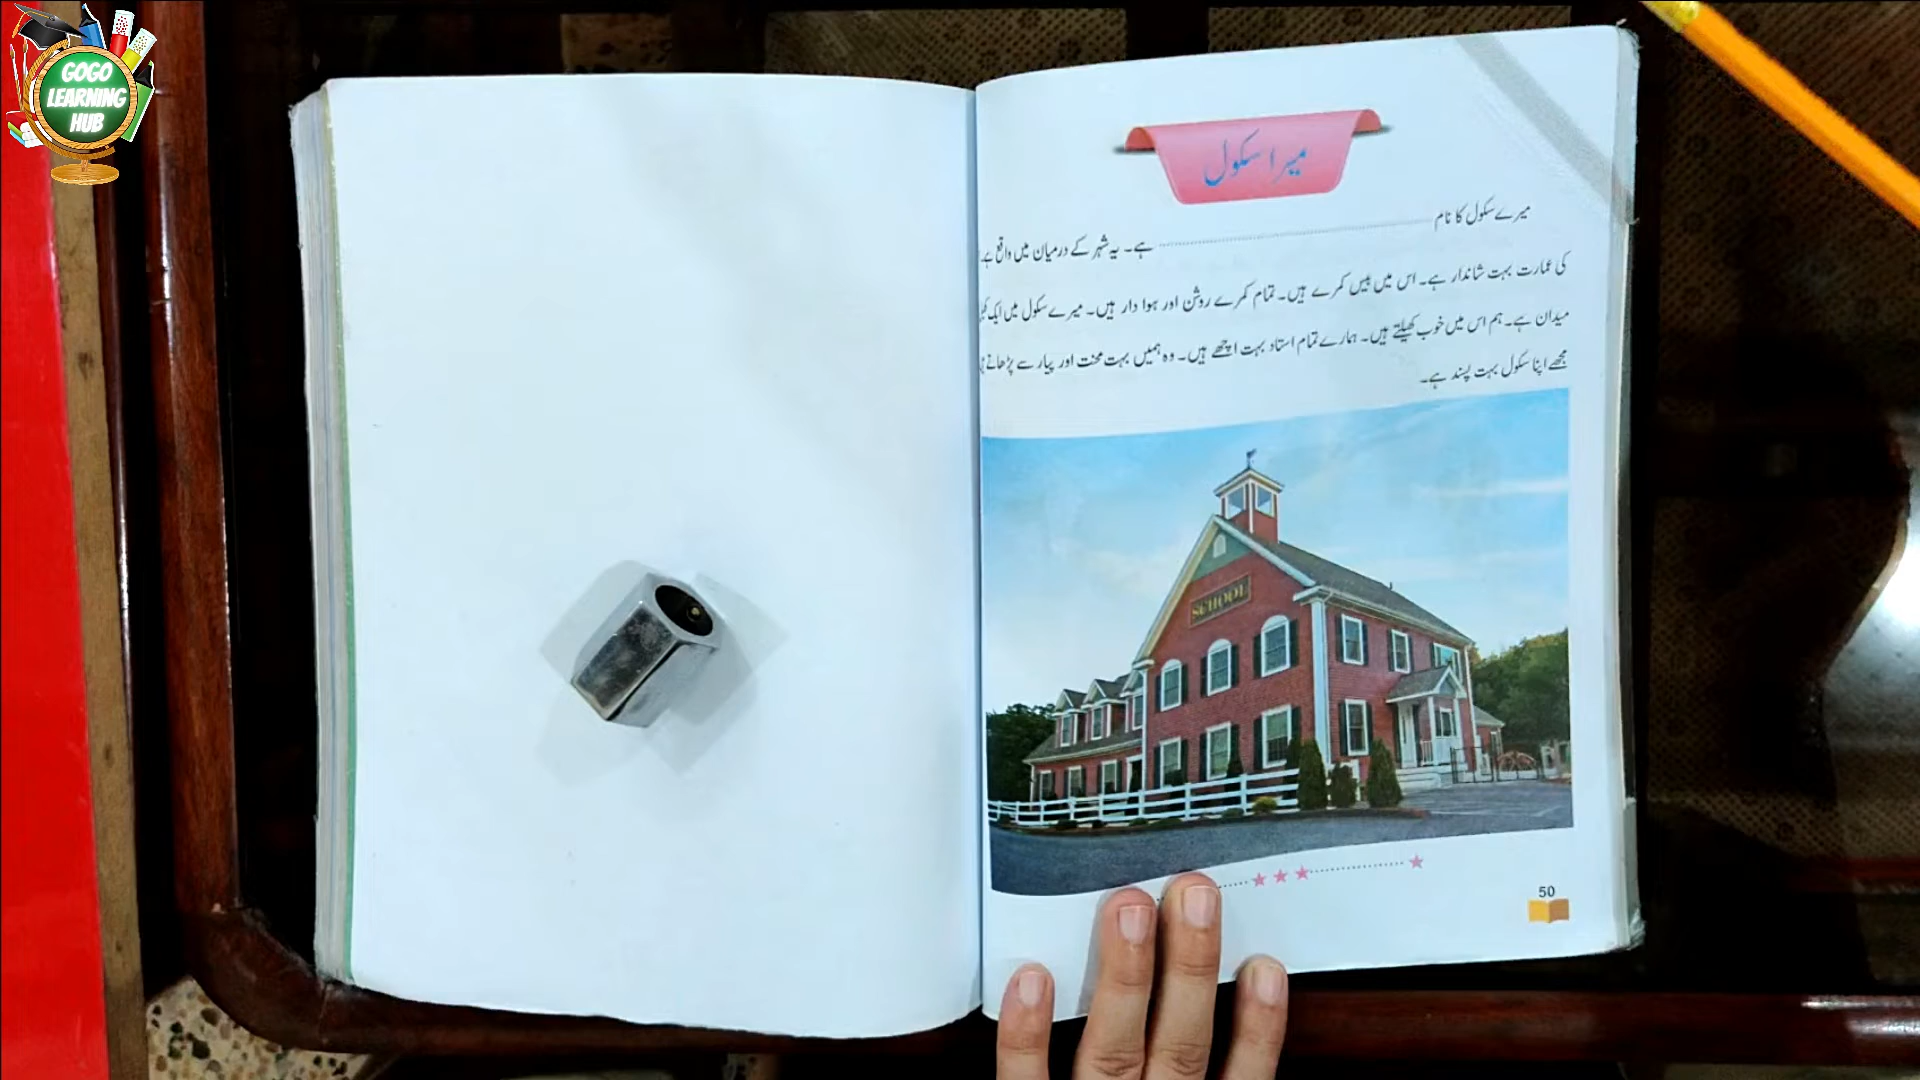 GOGO
LEARNING
HUB
میرا سکول
میرے سکول کا نام ........................ ہے۔ یہ شہر کے درمیان میں واقع ہے
کی عمارت بہت شاندار ہے۔ اس میں بیس کمرے ہیں۔ تمام کمرے روشن اور ہوا دار ہیں۔ میرے سکول میں ایک
میدان ہے۔ ہم اس میں خوب کھیلتے ہیں۔ ہمارے تمام استاد بہت اچھے ہیں۔ وہ ہمیں بہت محنت اور پیار سے پڑھاتے
مجھے اپنا سکول بہت پسند ہے۔
SCHOOL
50